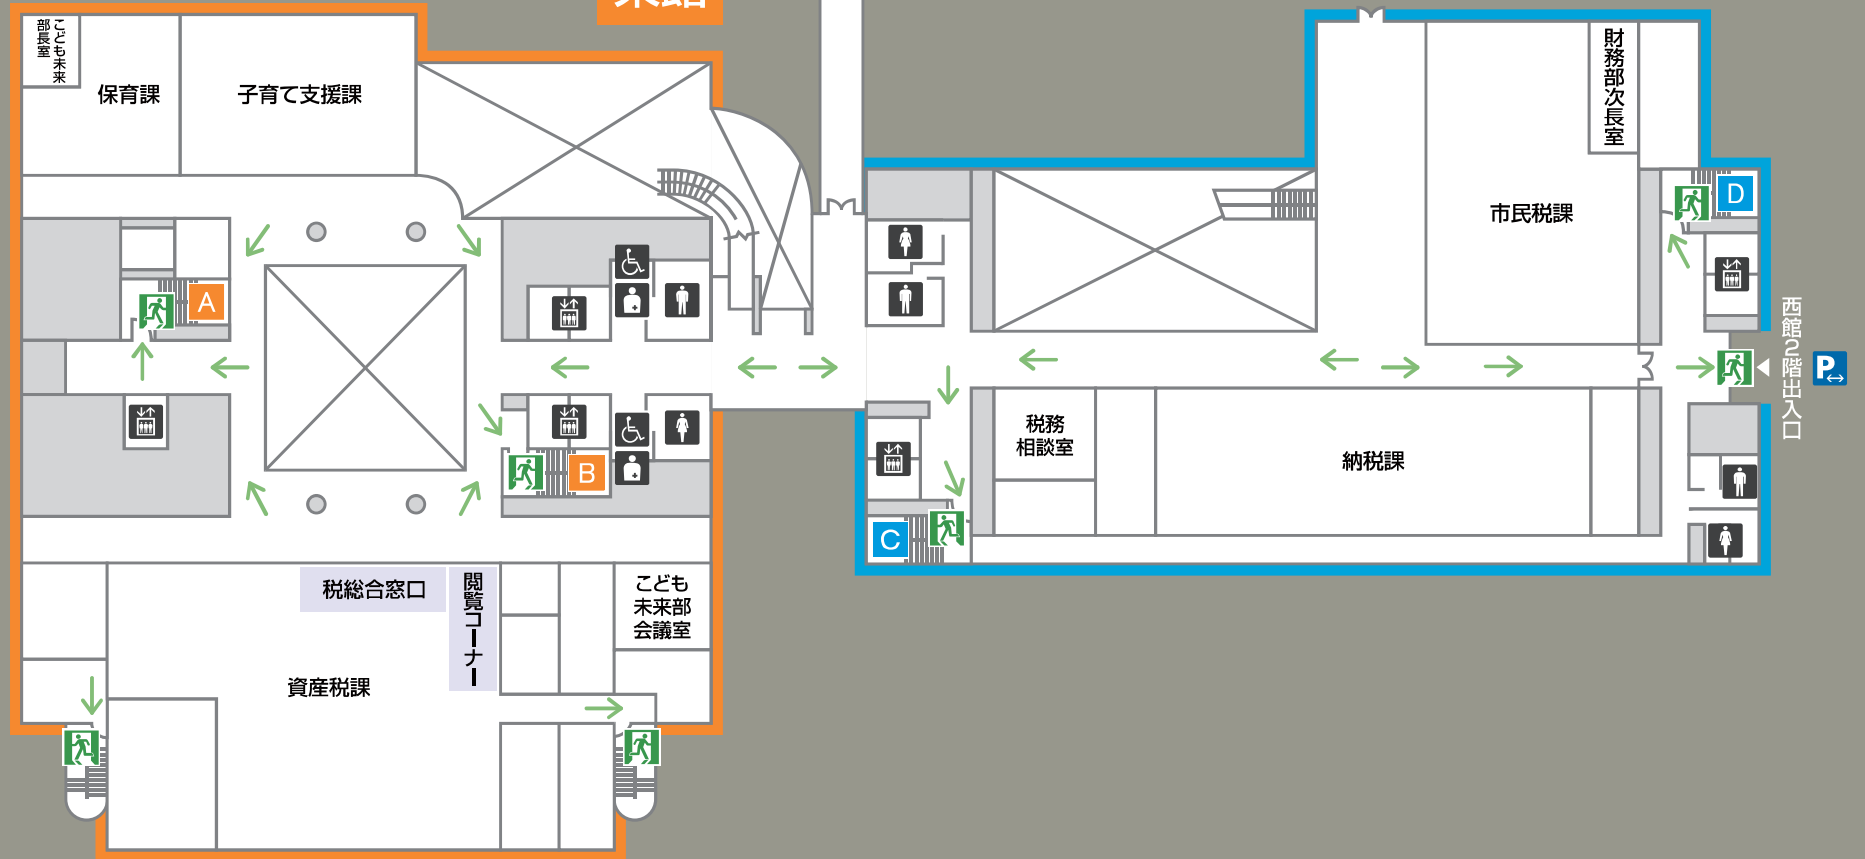 こども未来
部長室
保育課
子育て支援課
A
B
税総合窓口
閲覧コーナー
こども
未来部
会議室
資産税課
財務部次長室
市民税課
D
西館2階出入口
P
税務
相談室
納税課
C